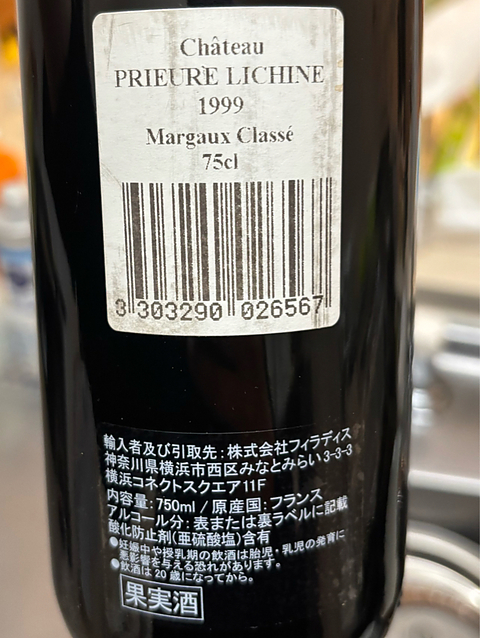 Château
PRIEURE LICHINE
1999
Margaux Classé
75cl
3 303290 026567
輸入者及び引取先：株式会社フィラディス
神奈川県横浜市西区みなとみらい3-3-3
横浜コネクトスクエア11F
内容量：750ml / 原産国：フランス
アルコール分：表または裏ラベルに記載
酸化防止剤(亜硫酸塩)含有
●妊娠中や授乳期の飲酒は胎児・乳児の発育に
悪影響を与える恐れがあります。
●飲酒は20歳になってから。
果実酒